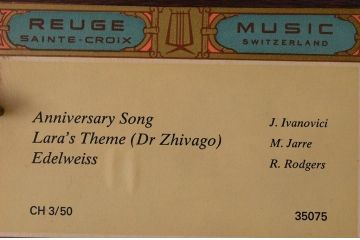 REUGE MUSIC
SAINTE-CROIX SWITZERLAND
Anniversary Song J. Ivanovici
Lara's Theme (Dr Zhivago) M. Jarre
Edelweiss R. Rodgers
CH 3/50 35075